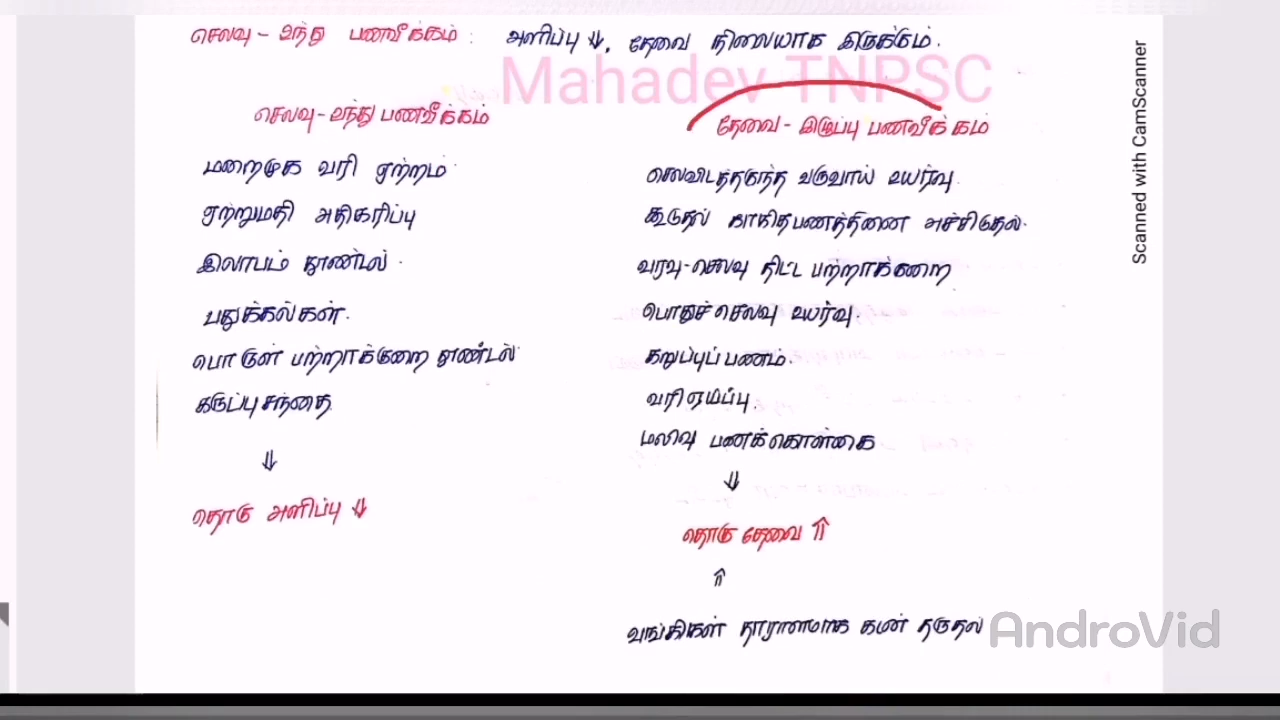 செலவு - உந்து பணவீக்கம் : அளிப்பு ⇓, தேவை நிலையாக இருக்கும்.
Mahadev TNPSC
செலவு - உந்து பணவீக்கம்
மறைமுக வரி ஏற்றம்
ஏற்றுமதி அதிகரிப்பு
இலாபம் தூண்டல்
பதுக்கல்கள்.
பொருள் பற்றாக்குறை தூண்டல்
கருப்பு சந்தை
⇓
தொகு அளிப்பு ⇓
தேவை - இழுப்பு பணவீக்கம்
செலவிடத்தகுந்த வருவாய் உயர்வு.
கூடுதல் காகிதபணத்தினை அச்சிடுதல்.
வரவு-செலவு திட்ட பற்றாக்குறை
பொதுச் செலவு உயர்வு.
கறுப்புப் பணம்.
வரி ஏய்ப்பு.
மலிவு பணக்கொள்கை
⇓
தொகு தேவை ⇑
⇑
வங்கிகள் தாராளமாக கடன் தருதல்
AndroVid
Scanned with CamScanner